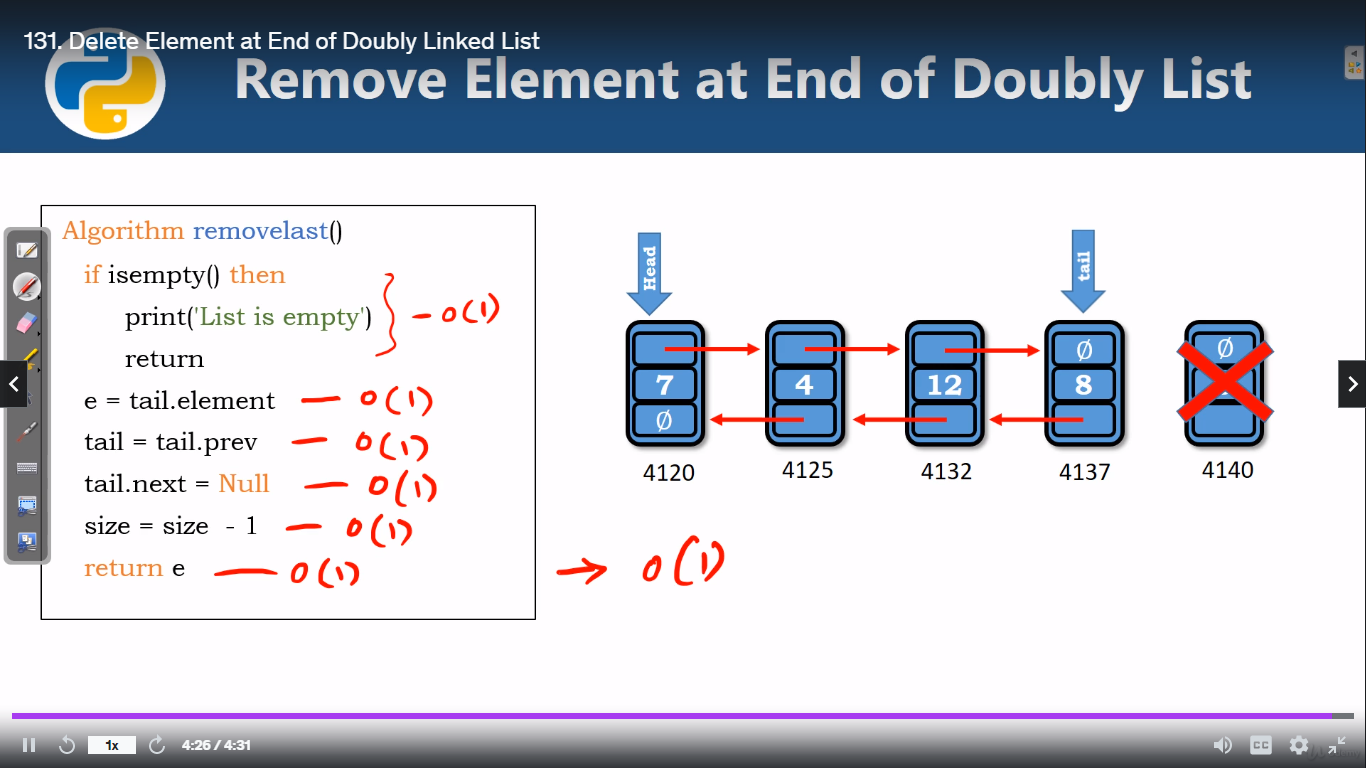 131. Delete Element at End of Doubly Linked List
Remove Element at End of Doubly List
Algorithm removelast()
if isempty() then
print('List is empty')
return
- O(1)
e = tail.element — O(1)
tail = tail.prev — O(1)
tail.next = Null — O(1)
size = size - 1 — O(1)
return e — O(1)
→ O(1)
Head
tail
∅ ∅
7 4 12 8
∅
4120 4125 4132 4137 4140
1x
4:26 / 4:31
CC